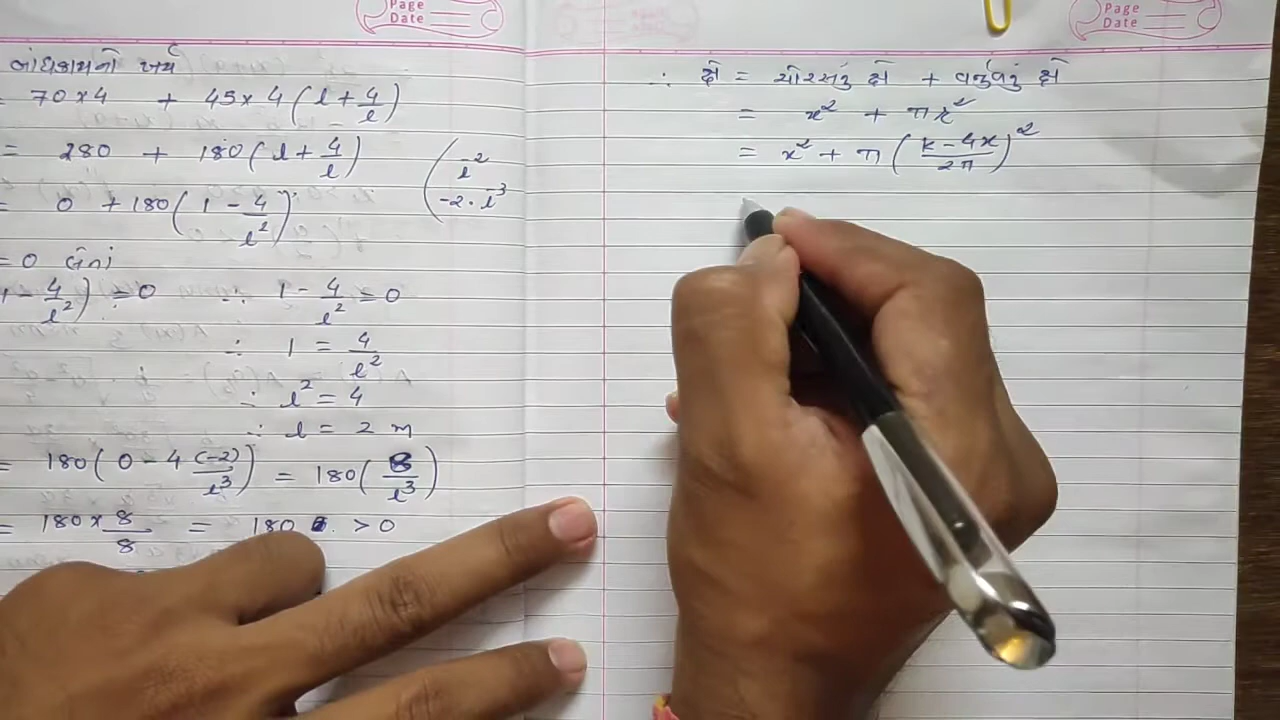 Page
Date
બાંધકામનો ખર્ચ
= 70 × 4 + 45 × 4 ( l + 4/l )
= 280 + 180 ( l + 4/l )
( l^-2
-2 · l^-3
= 0 + 180 ( 1 - 4/l² )
= 0 લેતાં
1 - 4/l² ) = 0 ∴ 1 - 4/l² = 0
∴ 1 = 4/l²
∴ l² = 4
∴ l = 2 m
= 180 ( 0 - 4 (-2)/l³ ) = 180 ( 8/l³ )
= 180 × 8/8 = 180 > 0
Page
Date
∴ ક્ષે = ચોરસનું ક્ષે + વર્તુળનું ક્ષે
= x² + πr²
= x² + π ( k - 4x / 2π )²